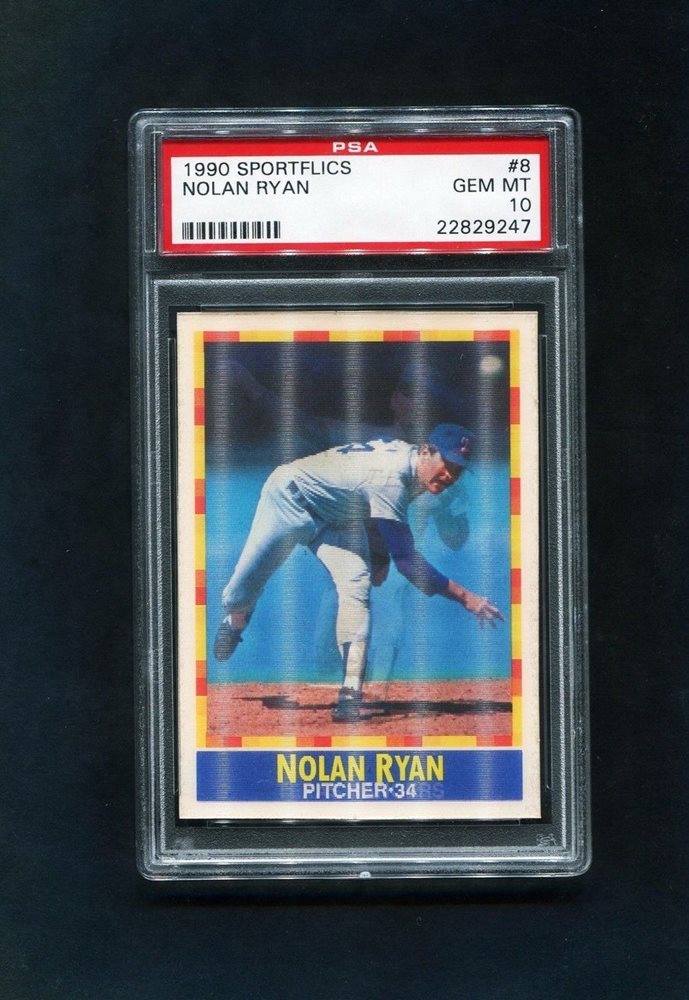 PSA
1990 SPORTFLICS #8
NOLAN RYAN GEM MT
10
22829247
NOLAN RYAN
PITCHER•34